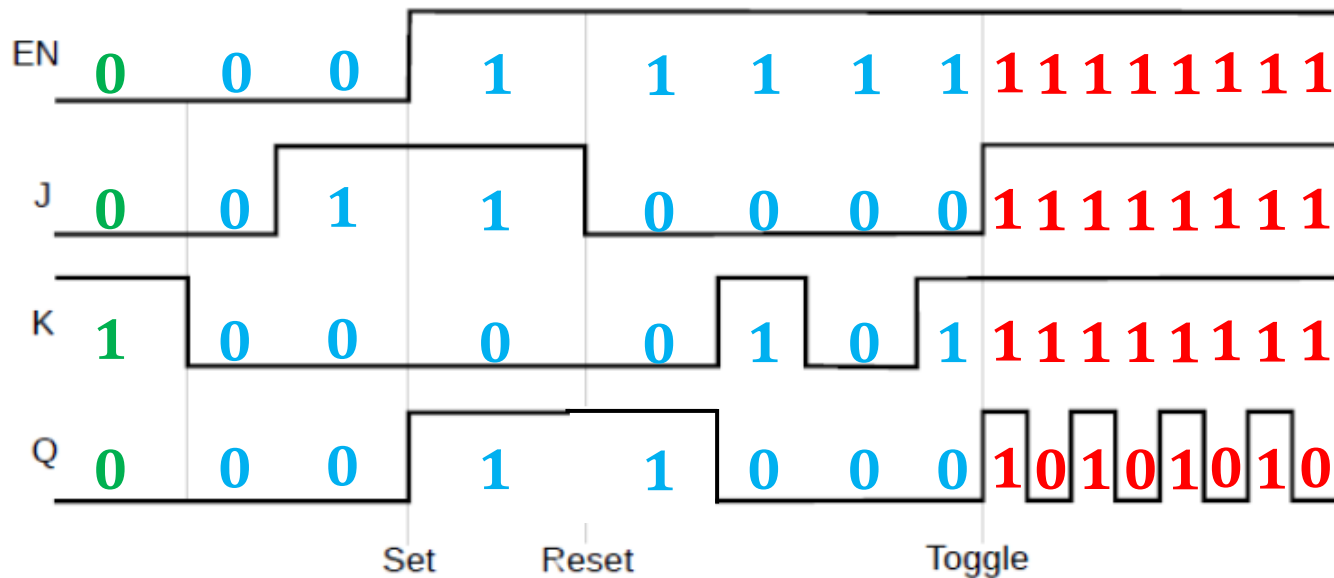 EN 0 0 0 1 1 1 1 1 1 1 1 1 1 1 1 1
J 0 0 1 1 0 0 0 0 1 1 1 1 1 1 1 1
K 1 0 0 0 0 1 0 1 1 1 1 1 1 1 1 1
Q 0 0 0 1 1 0 0 0 1 0 1 0 1 0 1 0
Set Reset Toggle